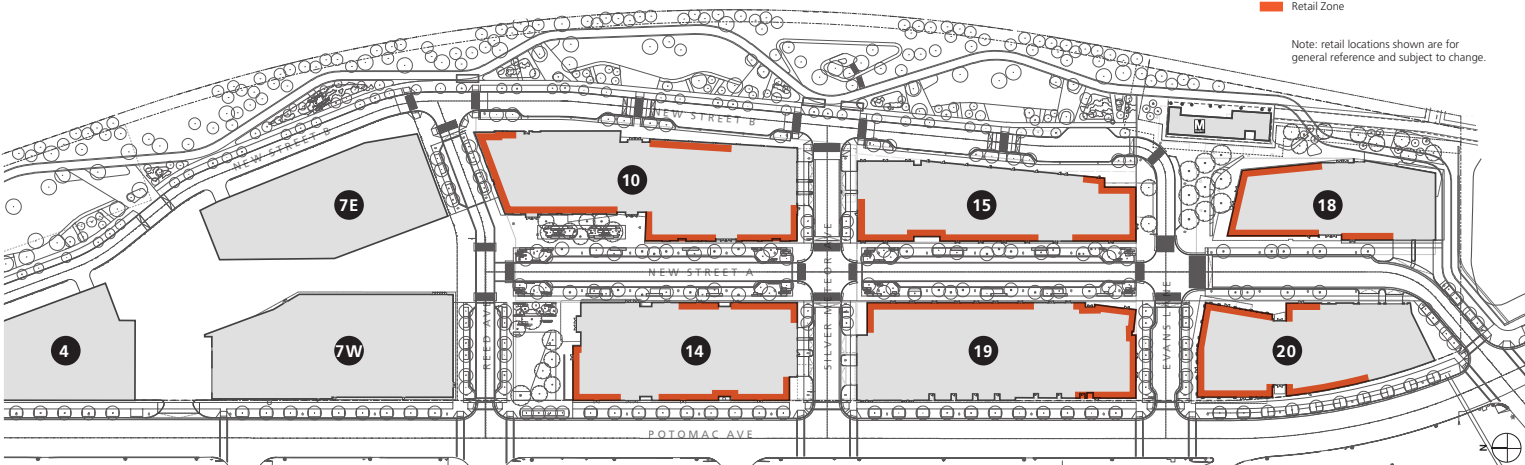 Retail Zone
Note: retail locations shown are for
general reference and subject to change.
NEW STREET B
NEW STREET B
M
10
7E
15
18
NEW STREET A
REED AVE
SILVER METEOR AVE
EVANS LANE
4
7W
14
19
20
POTOMAC AVE
N